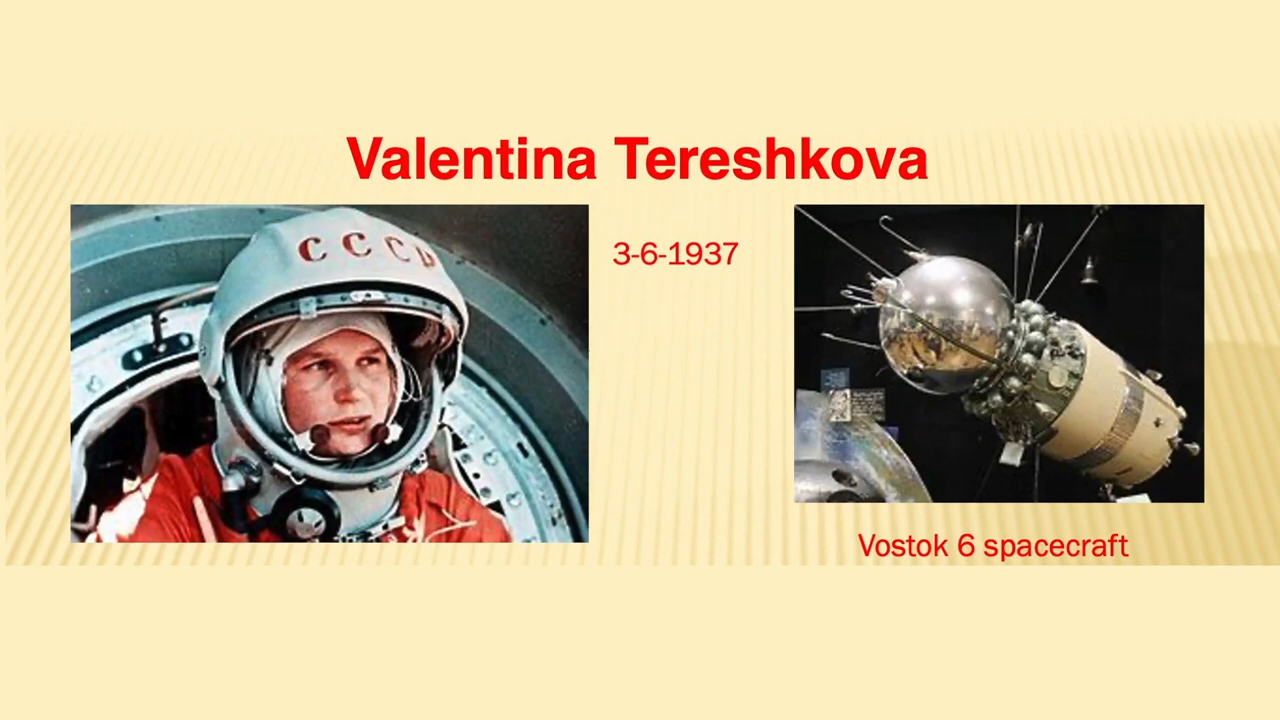 Valentina Tereshkova
СССР
3-6-1937
Vostok 6 spacecraft